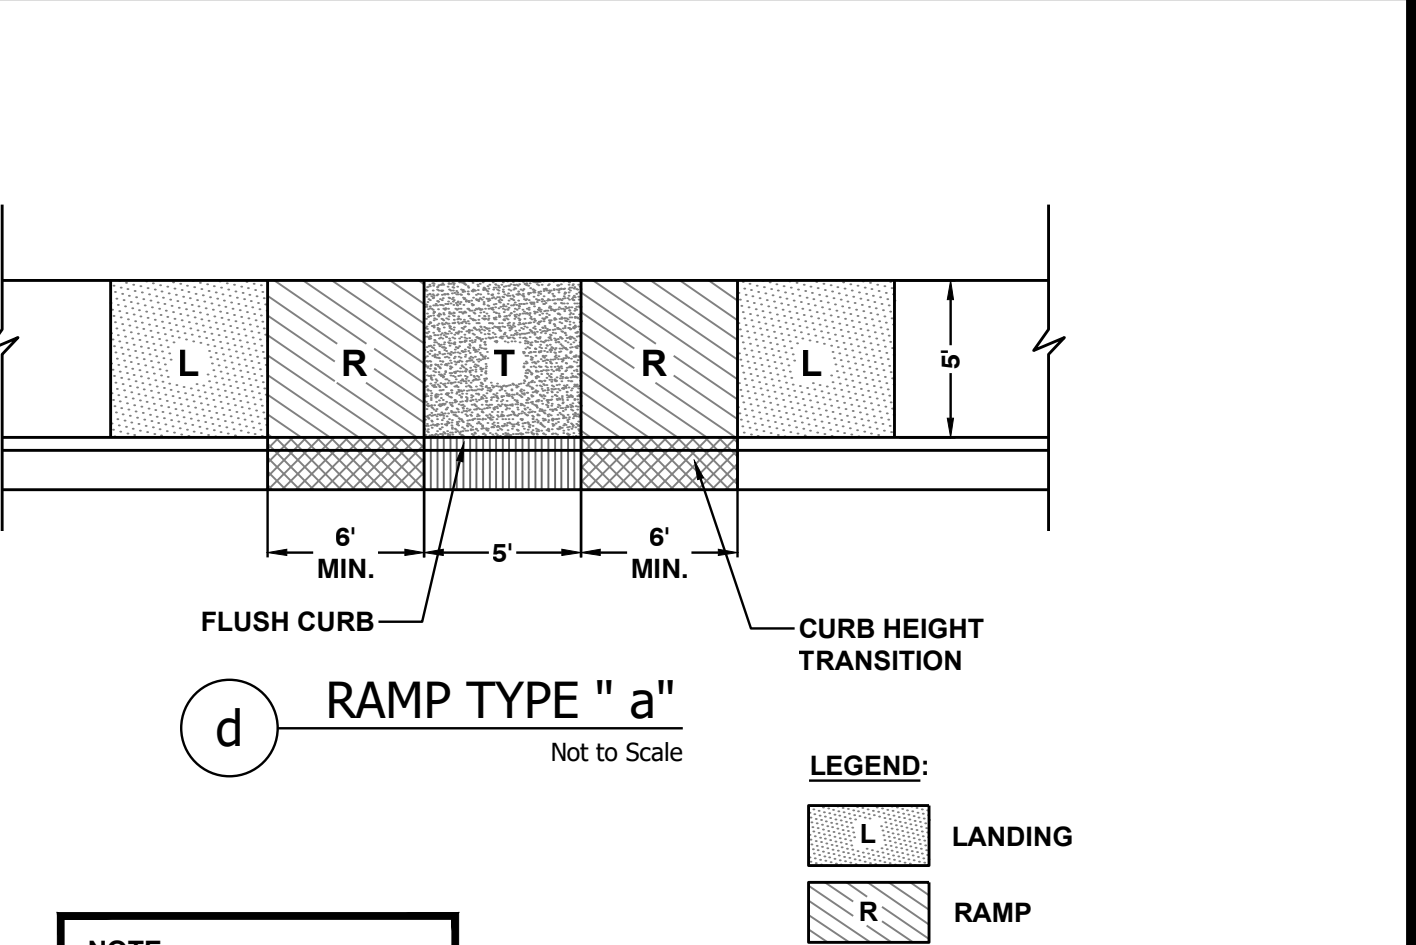 L R T R L
5'
6'
MIN.
5'
6'
MIN.
FLUSH CURB
CURB HEIGHT
TRANSITION
d
RAMP TYPE " a"
Not to Scale
LEGEND:
L LANDING
R RAMP
NOTE